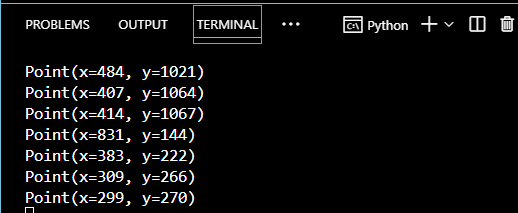 PROBLEMS OUTPUT TERMINAL ... Python
Point(x=484, y=1021)
Point(x=407, y=1064)
Point(x=414, y=1067)
Point(x=831, y=144)
Point(x=383, y=222)
Point(x=309, y=266)
Point(x=299, y=270)